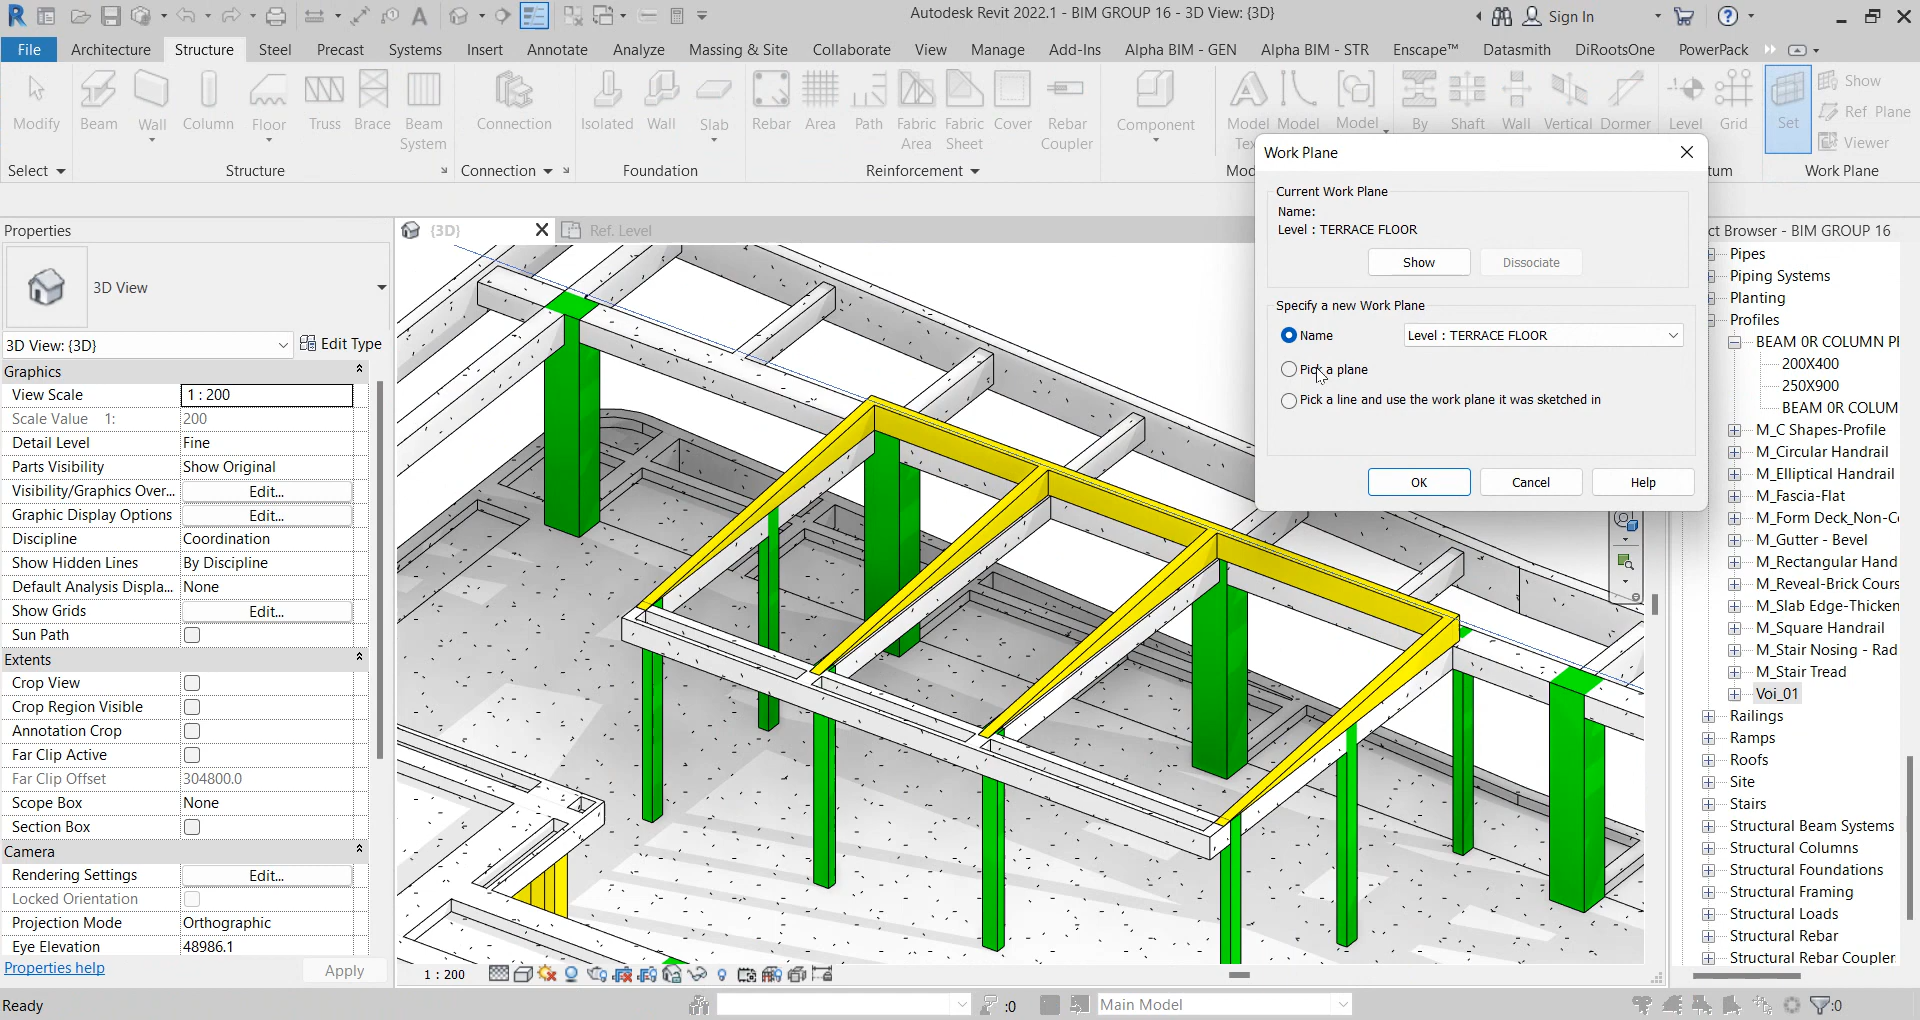 Autodesk Revit 2022.1 - BIM GROUP 16 - 3D View: {3D}
Sign In
File Architecture Structure Steel Precast Systems Insert Annotate Analyze Massing & Site Collaborate View Manage Add-Ins Alpha BIM - GEN Alpha BIM - STR Enscape™ Datasmith DiRootsOne PowerPack
Modify
Beam
Wall
Column
Floor
Truss
Brace
Beam System
Connection
Isolated
Wall
Slab
Rebar
Area
Path
Fabric Area
Fabric Sheet
Cover
Rebar Coupler
Component
Model
Model
Model
By
Shaft
Wall
Vertical
Dormer
Level
Grid
Set
Show
Ref Plane
Viewer
Select
Structure
Connection
Foundation
Reinforcement
Work Plane
Properties
3D View
3D View: {3D}
Edit Type
Graphics
View Scale 1 : 200
Scale Value 1: 200
Detail Level Fine
Parts Visibility Show Original
Visibility/Graphics Over... Edit...
Graphic Display Options Edit...
Discipline Coordination
Show Hidden Lines By Discipline
Default Analysis Displa... None
Show Grids Edit...
Sun Path
Extents
Crop View
Crop Region Visible
Annotation Crop
Far Clip Active
Far Clip Offset 304800.0
Scope Box None
Section Box
Camera
Rendering Settings Edit...
Locked Orientation
Projection Mode Orthographic
Eye Elevation 48986.1
Properties help
Apply
{3D}
Ref. Level
Work Plane
Current Work Plane
Name:
Level : TERRACE FLOOR
Show
Dissociate
Specify a new Work Plane
Name
Level : TERRACE FLOOR
Pick a plane
Pick a line and use the work plane it was sketched in
OK
Cancel
Help
ct Browser - BIM GROUP 16
Pipes
Piping Systems
Planting
Profiles
BEAM 0R COLUMN P
200X400
250X900
BEAM 0R COLUM
M_C Shapes-Profile
M_Circular Handrail
M_Elliptical Handrail
M_Fascia-Flat
M_Form Deck_Non-C
M_Gutter - Bevel
M_Rectangular Hand
M_Reveal-Brick Cours
M_Slab Edge-Thicken
M_Square Handrail
M_Stair Nosing - Rad
M_Stair Tread
Voi_01
Railings
Ramps
Roofs
Site
Stairs
Structural Beam Systems
Structural Columns
Structural Foundations
Structural Framing
Structural Loads
Structural Rebar
Structural Rebar Coupler
1 : 200
Ready
:0
Main Model
:0